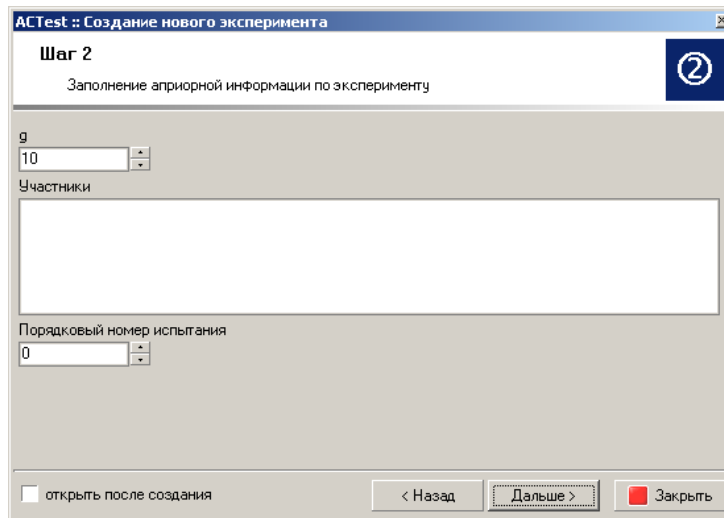 ACTest :: Создание нового эксперимента
Шаг 2
Заполнение априорной информации по эксперименту
②
g
10
Участники
Порядковый номер испытания
0
открыть после создания
< Назад
Дальше >
Закрыть